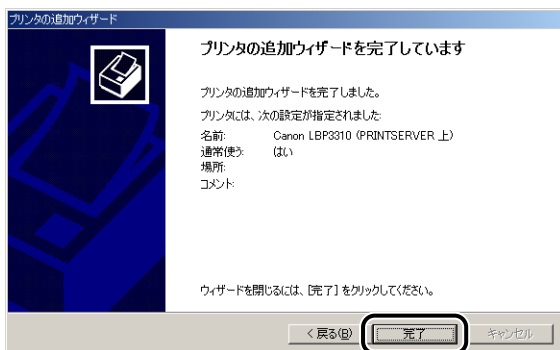 プリンタの追加ウィザード
プリンタの追加ウィザードを完了しています
プリンタの追加ウィザードを完了しました。
プリンタには、次の設定が指定されました:
名前: Canon LBP3310 (PRINTSERVER 上)
通常使う: はい
場所:
コメント:
ウィザードを閉じるには、[完了] をクリックしてください。
< 戻る(B) 完了 キャンセル